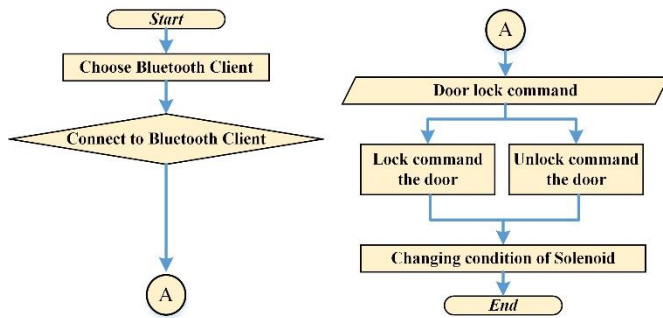 Start
Choose Bluetooth Client
Connect to Bluetooth Client
A
A
Door lock command
Lock command
the door
Unlock command
the door
Changing condition of Solenoid
End